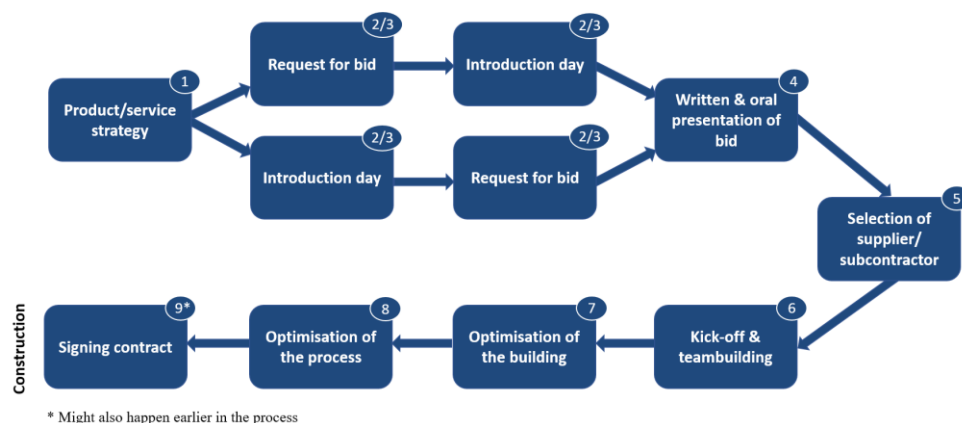 1
Product/service
strategy
2/3
Request for bid
2/3
Introduction day
2/3
Introduction day
2/3
Request for bid
4
Written & oral
presentation of
bid
5
Selection of
supplier/
subcontractor
6
Kick-off &
teambuilding
7
Optimisation
of the building
8
Optimisation of
the process
9*
Signing contract
Construction
* Might also happen earlier in the process